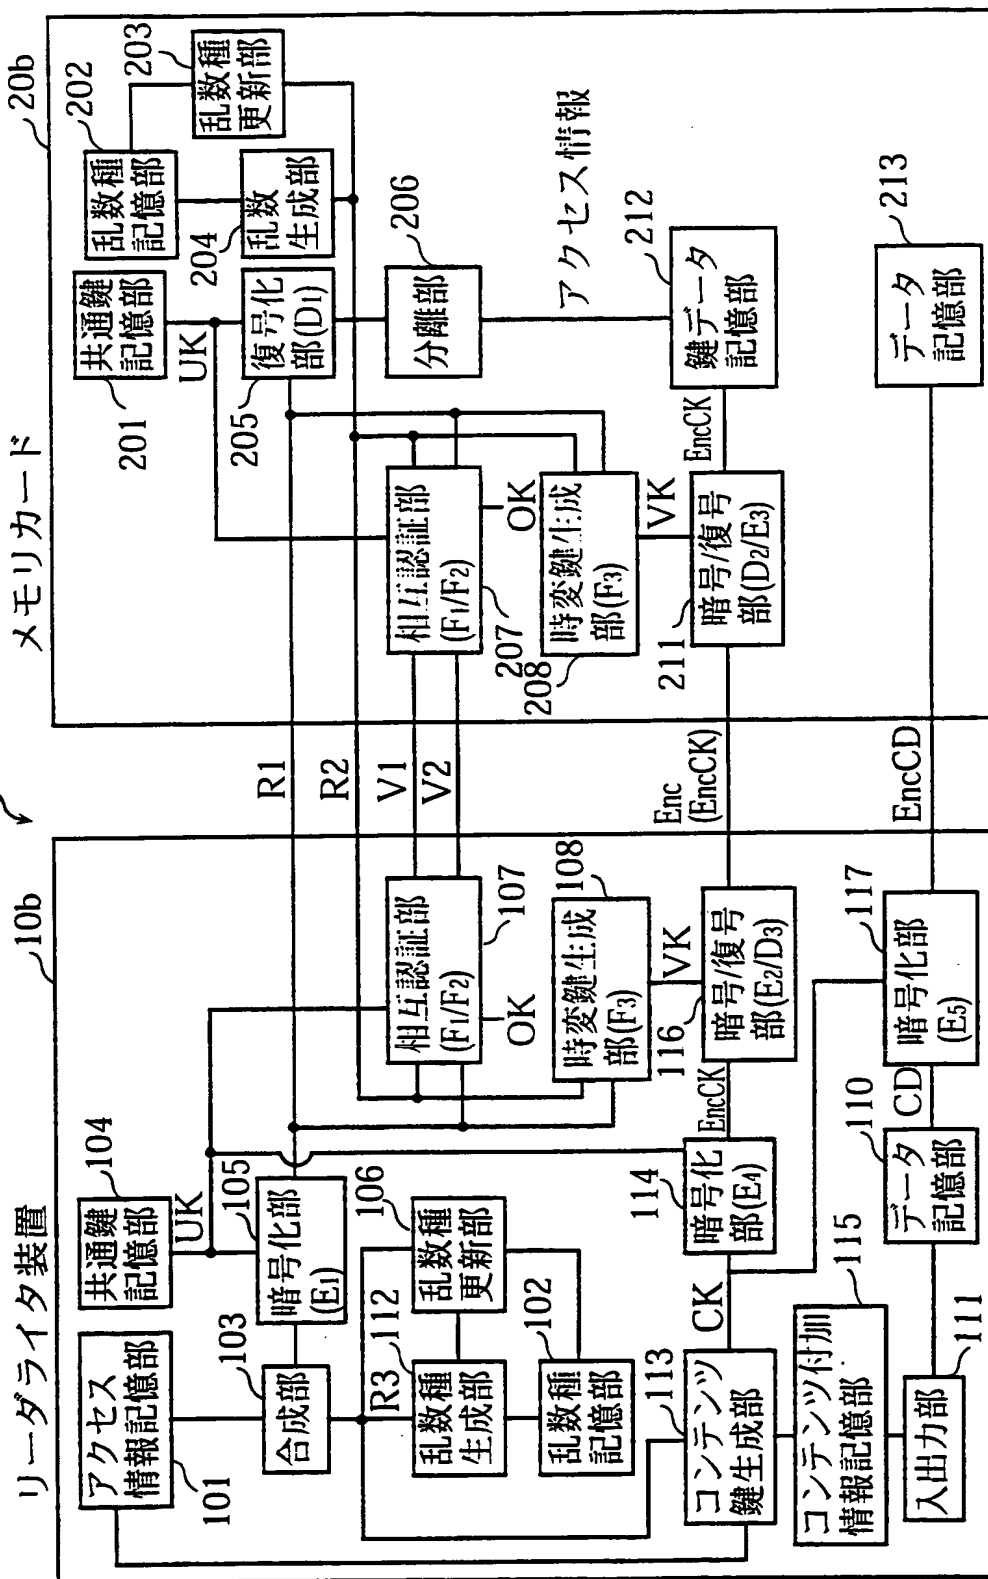 リーダライタ装置
10b
アクセス
情報記憶部
101
共通鍵
記憶部
104
UK
合成部
103
暗号化部
(E1)
105
R3
乱数種
生成部
112
乱数種
更新部
106
乱数種
記憶部
102
相互認証部
(F1/F2)
107
OK
時変鍵生成
部(F3)
108
VK
コンテンツ
鍵生成部
113
CK
暗号化
部(E4)
114
EncCK
暗号/復号
部(E2/D3)
116
コンテンツ付加
情報記憶部
115
入出力部
111
データ
記憶部
110
CD
暗号化部
(E5)
117
R1
R2
V1
V2
Enc
(EncCK)
EncCD
メモリカード
20b
共通鍵
記憶部
201
UK
乱数種
記憶部
202
乱数種
更新部
203
乱数
生成部
204
復号化
部(D1)
205
分離部
206
アクセス情報
相互認証部
(F1/F2)
207
OK
時変鍵生成
部(F3)
208
VK
暗号/復号
部(D2/E3)
211
EncCK
鍵データ
記憶部
212
データ
記憶部
213